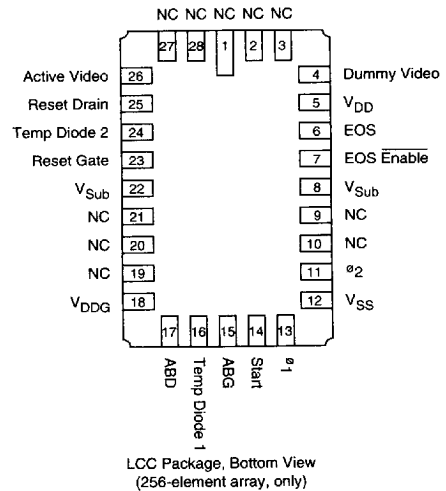 NC NC NC NC NC
27 28 1 2 3
Active Video 26 4 Dummy Video
Reset Drain 25 5 VDD
Temp Diode 2 24 6 EOS
Reset Gate 23 7 EOS Enable
VSub 22 8 VSub
NC 21 9 NC
NC 20 10 NC
NC 19 11 ø2
VDDG 18 12 VSS
17 16 15 14 13
ABD
Temp Diode 1
ABG
Start
ø1
LCC Package, Bottom View
(256-element array, only)